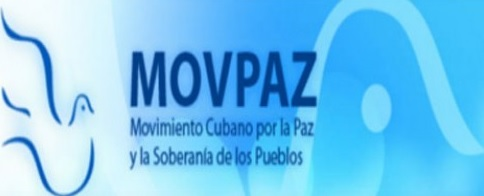 MOVPAZ
Movimiento Cubano por la Paz
y la Soberanía de los Pueblos